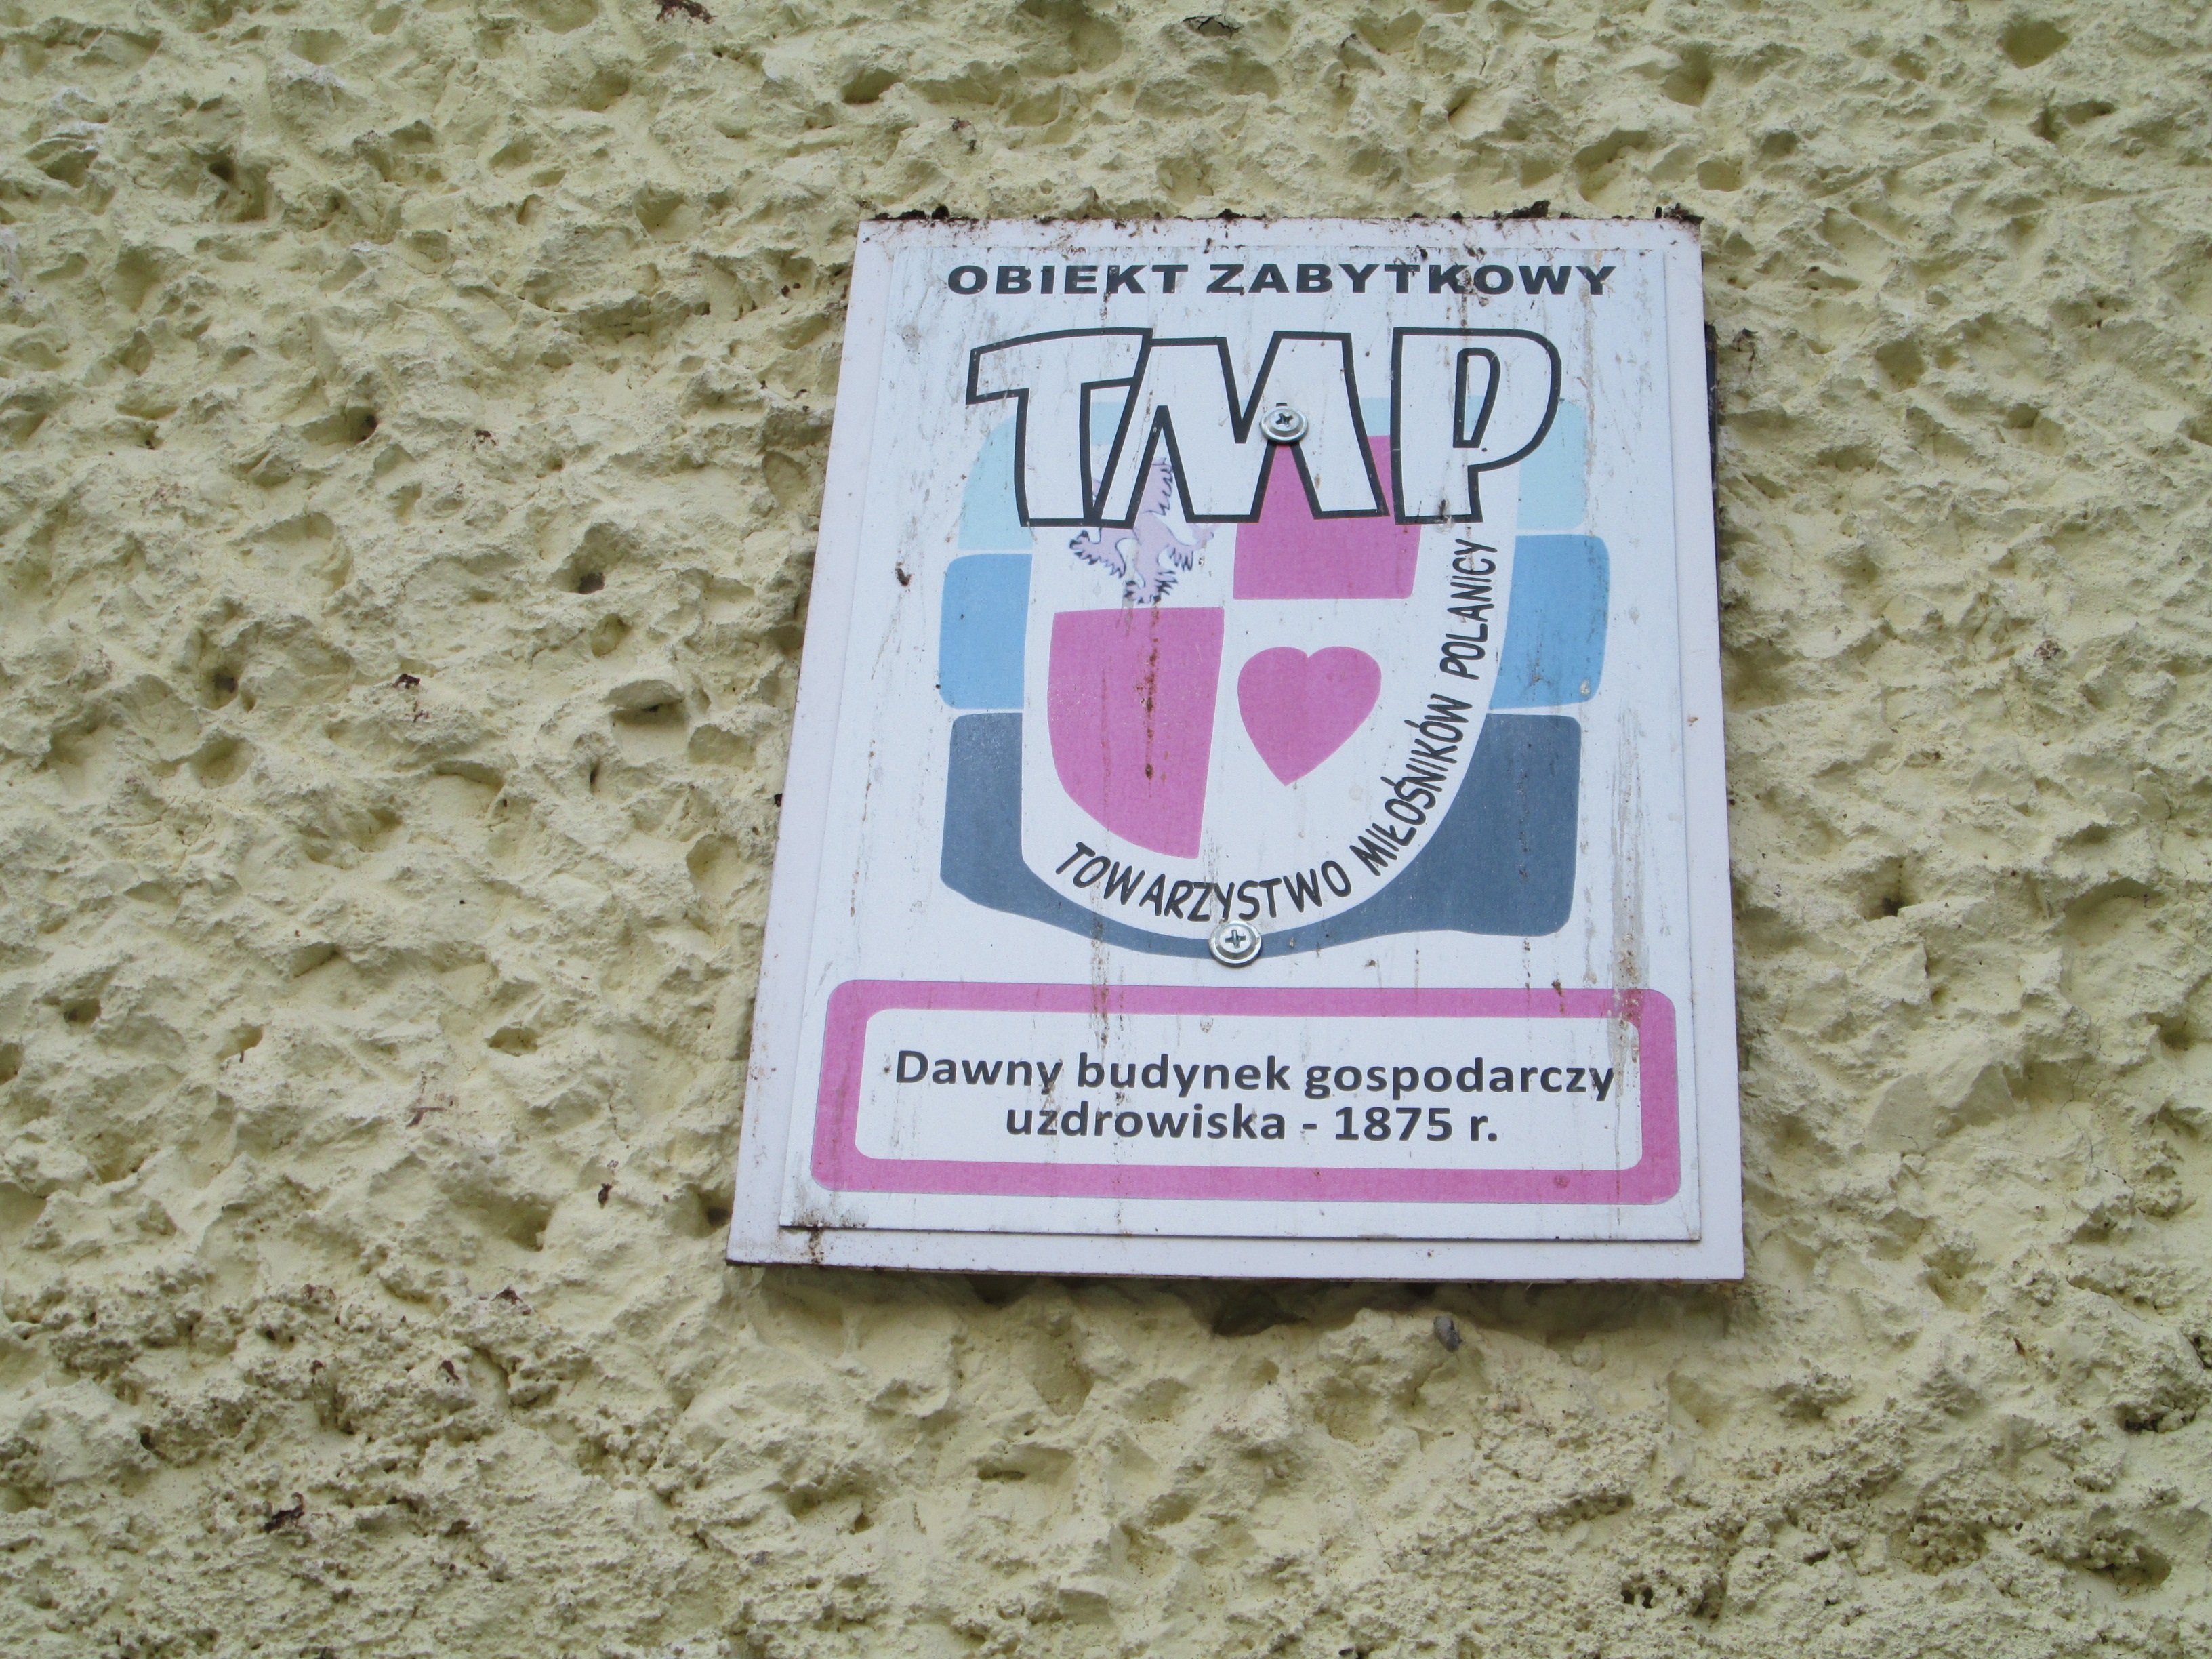 OBIEKT ZABYTKOWY
TMP
TOWARZYSTWO MIŁOŚNIKÓW POLANICY
Dawny budynek gospodarczy
uzdrowiska - 1875 r.